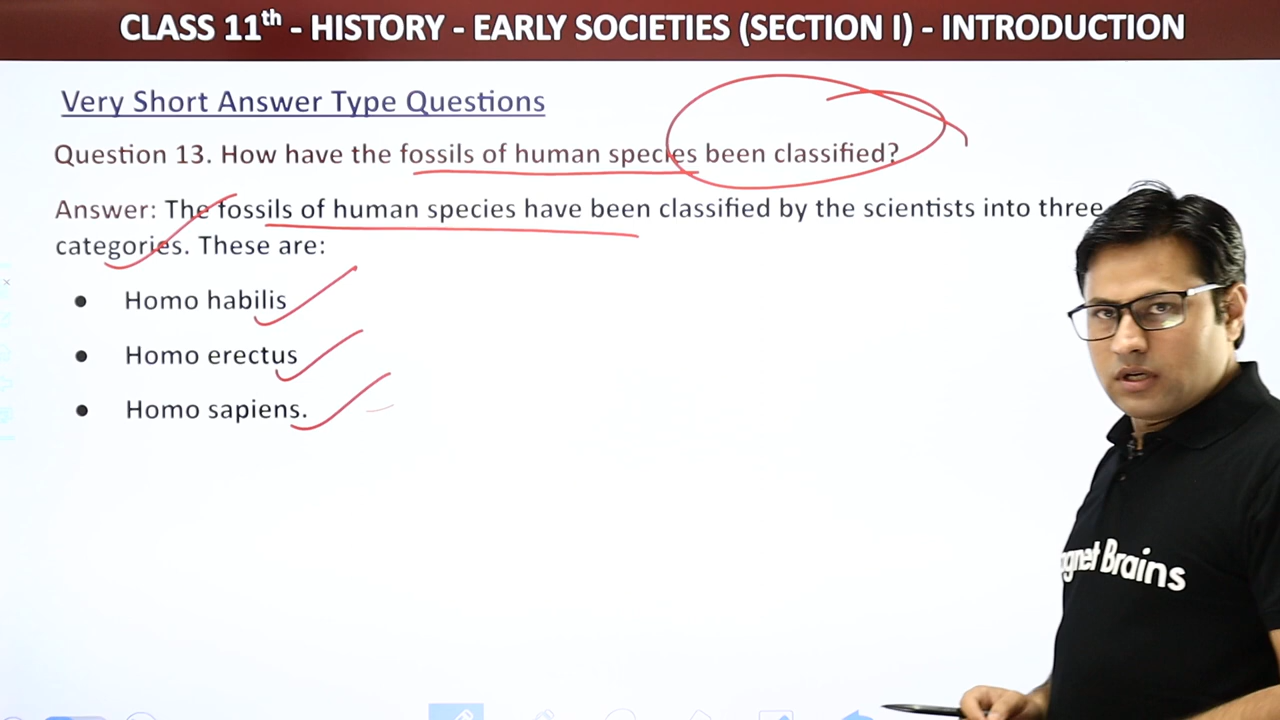 CLASS 11th - HISTORY - EARLY SOCIETIES (SECTION I) - INTRODUCTION
Very Short Answer Type Questions
Question 13. How have the fossils of human species been classified?
Answer: The fossils of human species have been classified by the scientists into three
categories. These are:
● Homo habilis
● Homo erectus
● Homo sapiens.
Brains